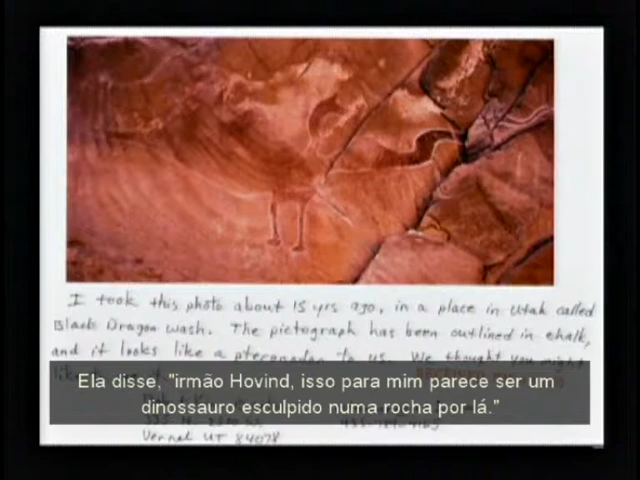 I took this photo about 15 yrs ago, in a place in Utah called
Black Dragon wash. The pictograph has been outlined in chalk,
and it looks like a pteranodon to us. We thought you might
Ela disse, "irmão Hovind, isso para mim parece ser um
dinossauro esculpido numa rocha por lá."
Vernal UT 84078